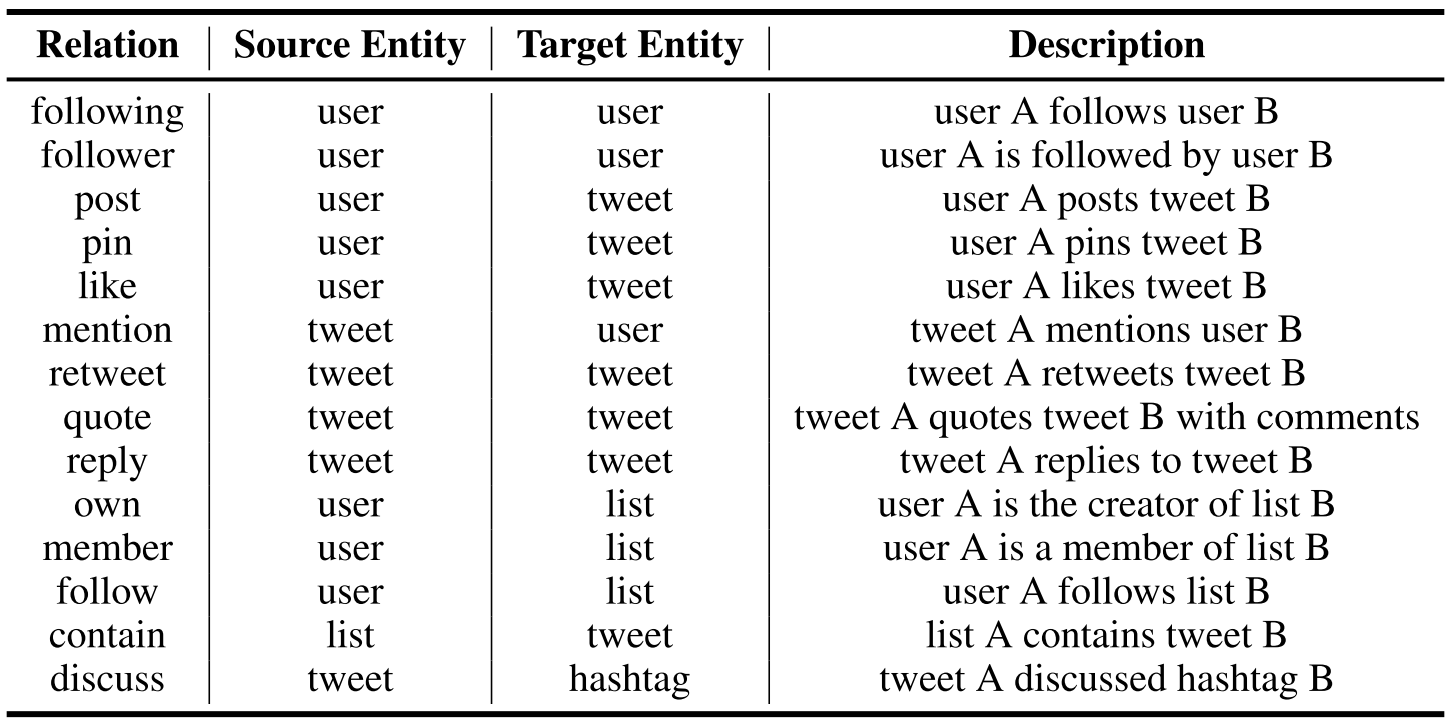 Relation Source Entity Target Entity Description
following user user user A follows user B
follower user user user A is followed by user B
post user tweet user A posts tweet B
pin user tweet user A pins tweet B
like user tweet user A likes tweet B
mention tweet user tweet A mentions user B
retweet tweet tweet tweet A retweets tweet B
quote tweet tweet tweet A quotes tweet B with comments
reply tweet tweet tweet A replies to tweet B
own user list user A is the creator of list B
member user list user A is a member of list B
follow user list user A follows list B
contain list tweet list A contains tweet B
discuss tweet hashtag tweet A discussed hashtag B